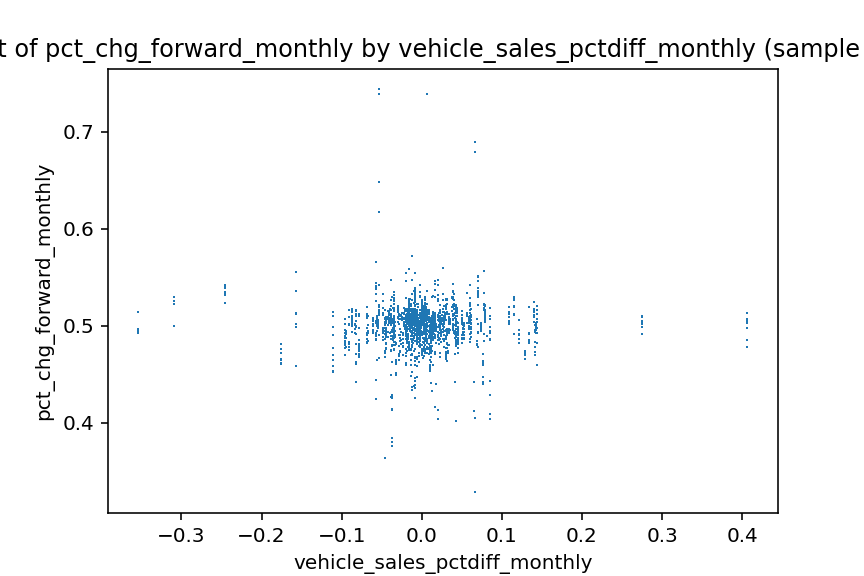 t of pct_chg_forward_monthly by vehicle_sales_pctdiff_monthly (sample
pct_chg_forward_monthly
0.7
0.6
0.5
0.4
−0.3 −0.2 −0.1 0.0 0.1 0.2 0.3 0.4
vehicle_sales_pctdiff_monthly